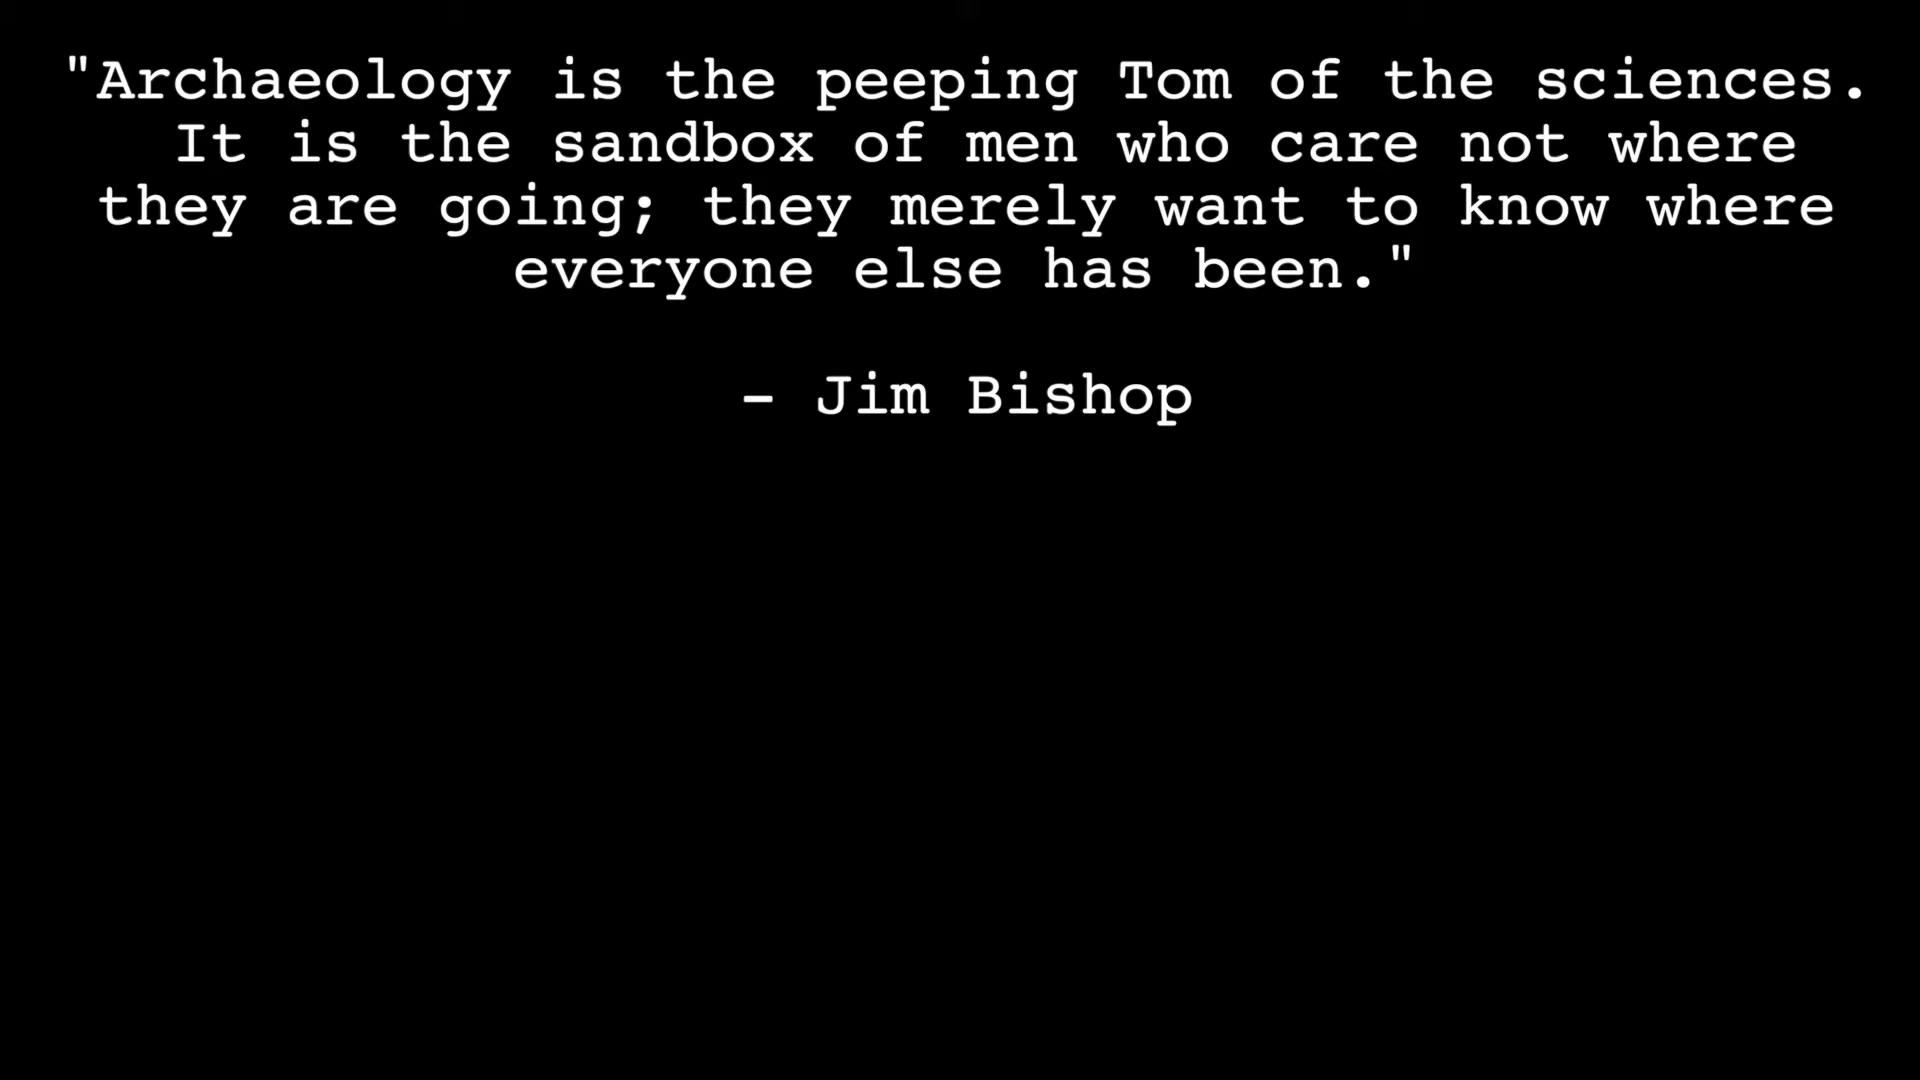 "Archaeology is the peeping Tom of the sciences.
It is the sandbox of men who care not where
they are going; they merely want to know where
everyone else has been."
- Jim Bishop